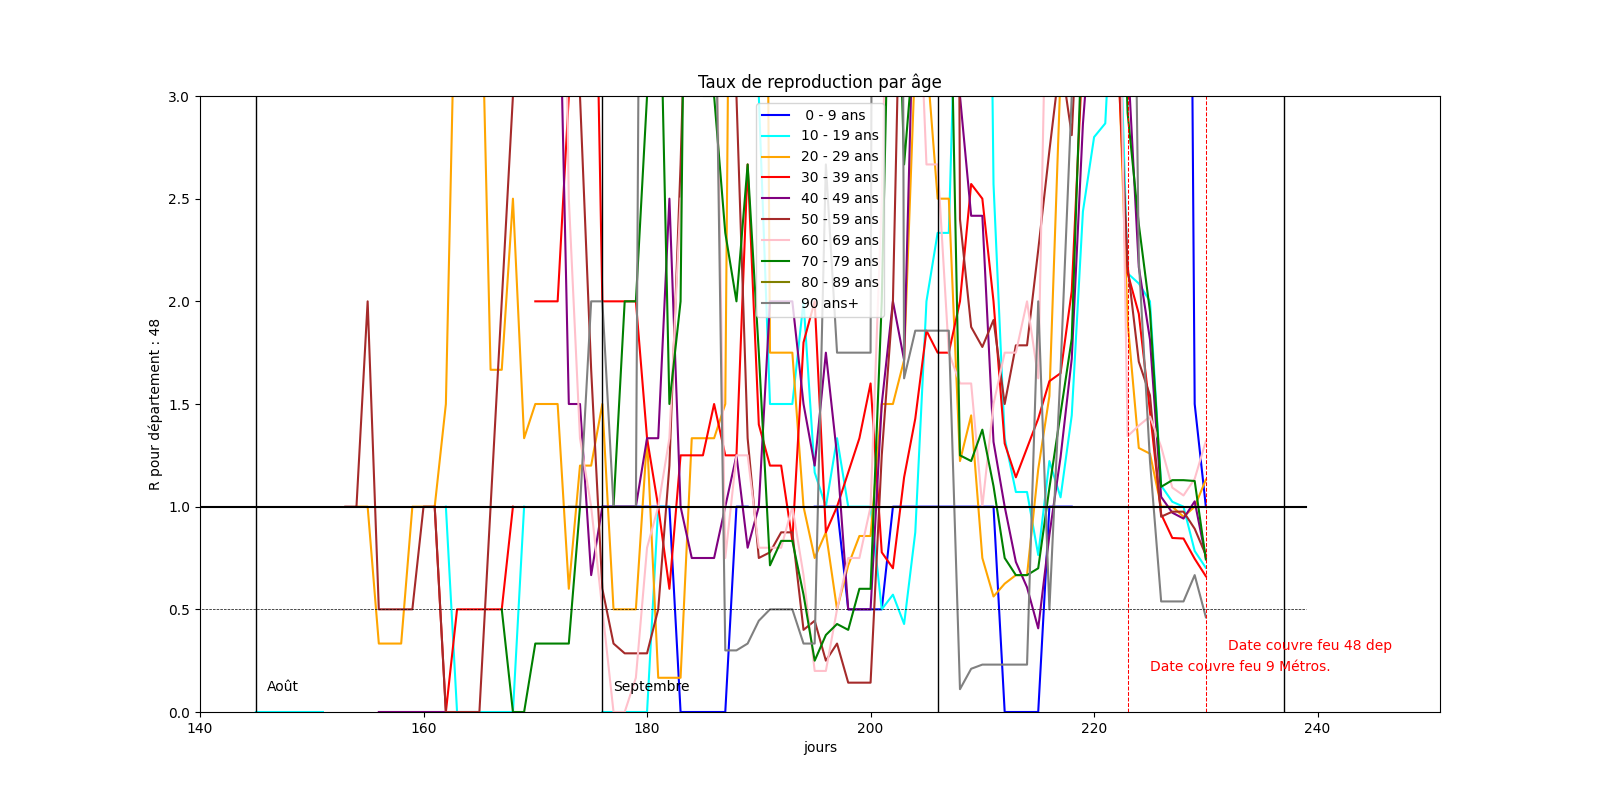 Taux de reproduction par âge
R pour département : 48
3.0
2.5
2.0
1.5
1.0
0.5
0.0
0 - 9 ans
10 - 19 ans
20 - 29 ans
30 - 39 ans
40 - 49 ans
50 - 59 ans
60 - 69 ans
70 - 79 ans
80 - 89 ans
90 ans+
Date couvre feu 48 dep
Date couvre feu 9 Métros.
Août
Septembre
140
160
180
200
220
240
jours